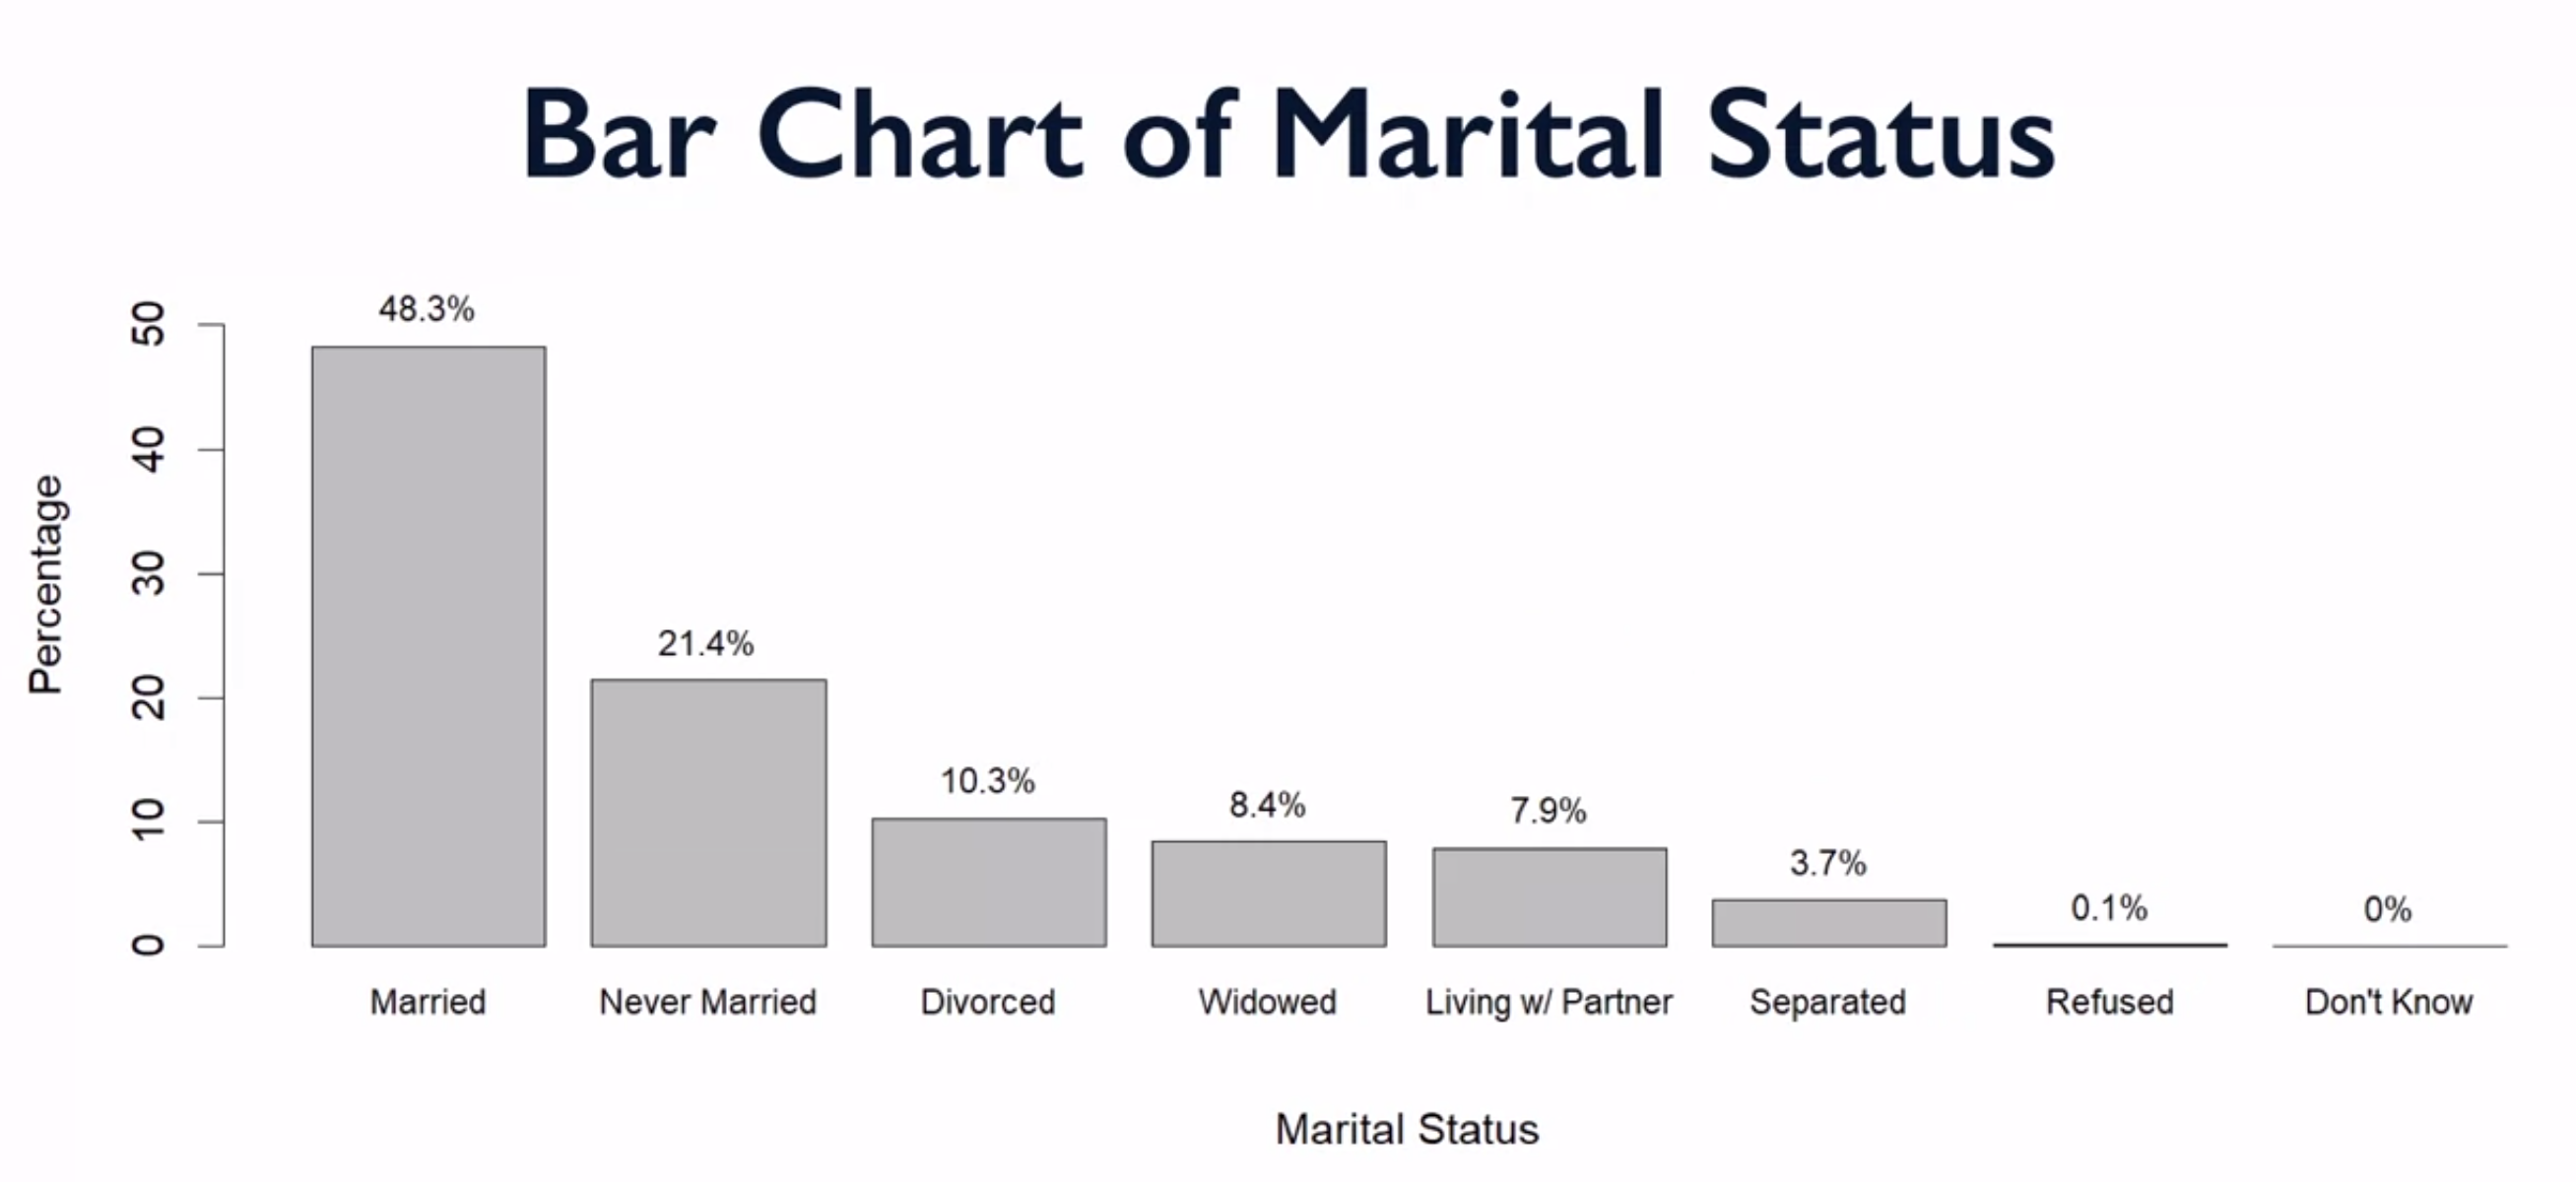 Bar Chart of Marital Status
Percentage
50
40
30
20
10
0
48.3%
21.4%
10.3%
8.4%
7.9%
3.7%
0.1%
0%
Married
Never Married
Divorced
Widowed
Living w/ Partner
Separated
Refused
Don't Know
Marital Status